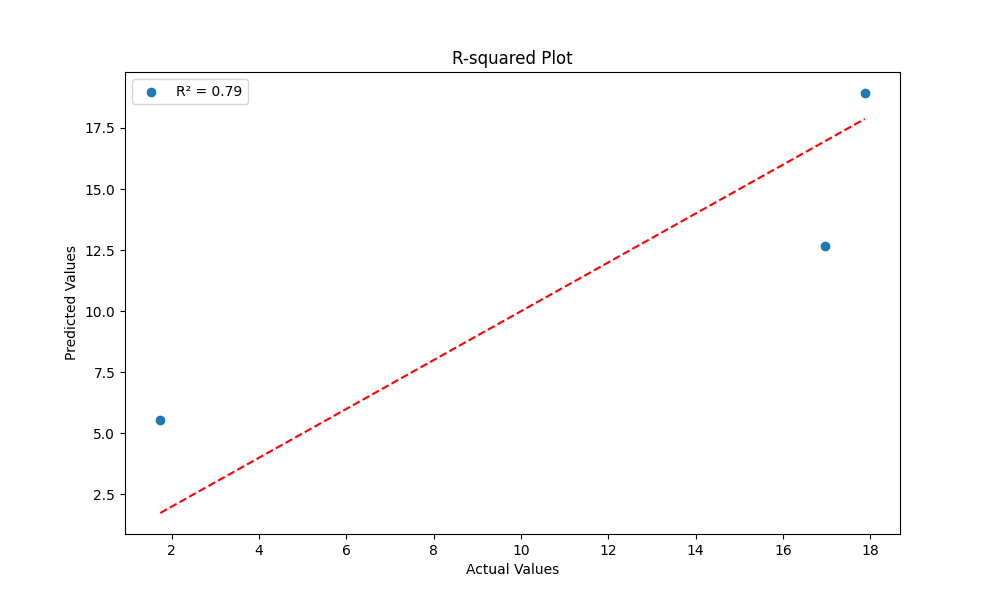 R-squared Plot
R² = 0.79
17.5
15.0
12.5
10.0
7.5
5.0
2.5
Predicted Values
2 4 6 8 10 12 14 16 18
Actual Values